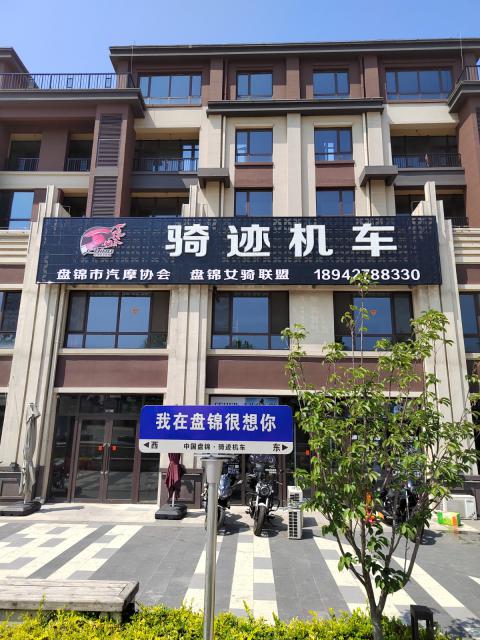 骑迹机车
盘锦市汽摩协会 盘锦女骑联盟 18942788330
我在盘锦很想你
西 中国盘锦·骑迹机车 东